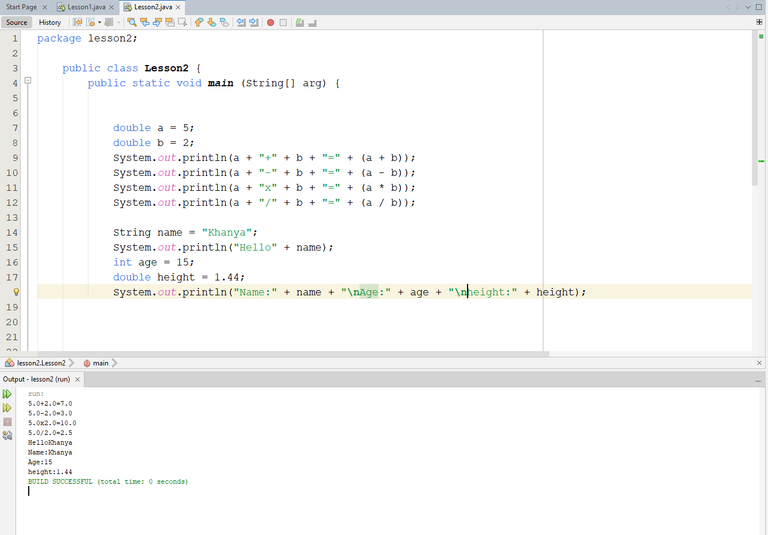 Start Page Lesson1.java Lesson2.java
Source History
1 package lesson2;
2
3 public class Lesson2 {
4 public static void main (String[] arg) {
5
6
7 double a = 5;
8 double b = 2;
9 System.out.println(a + "+" + b + "=" + (a + b));
10 System.out.println(a + "-" + b + "=" + (a - b));
11 System.out.println(a + "x" + b + "=" + (a * b));
12 System.out.println(a + "/" + b + "=" + (a / b));
13
14 String name = "Khanya";
15 System.out.println("Hello" + name);
16 int age = 15;
17 double height = 1.44;
System.out.println("Name:" + name + "\nAge:" + age + "\nheight:" + height);
19
20
21
lesson2.Lesson2 main
Output - lesson2 (run)
run:
5.0+2.0=7.0
5.0-2.0=3.0
5.0x2.0=10.0
5.0/2.0=2.5
HelloKhanya
Name:Khanya
Age:15
height:1.44
BUILD SUCCESSFUL (total time: 0 seconds)